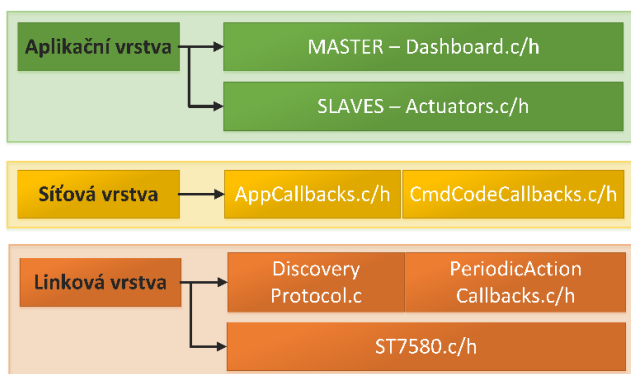 Aplikační vrstva
MASTER – Dashboard.c/h
SLAVES – Actuators.c/h
Síťová vrstva
AppCallbacks.c/h
CmdCodeCallbacks.c/h
Linková vrstva
Discovery
Protocol.c
PeriodicAction
Callbacks.c/h
ST7580.c/h